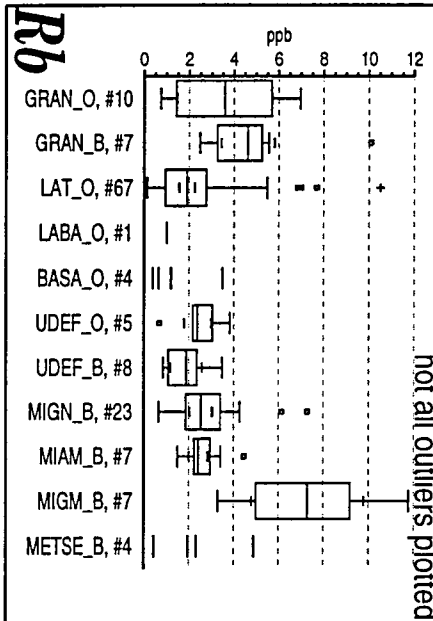 Rb
ppb
0 2 4 6 8 10 12
GRAN_O, #10
GRAN_B, #7
LAT_O, #67
LABA_O, #1
BASA_O, #4
UDEF_O, #5
UDEF_B, #8
MIGN_B, #23
MIAM_B, #7
MIGM_B, #7
METSE_B, #4
not all outliers plotted